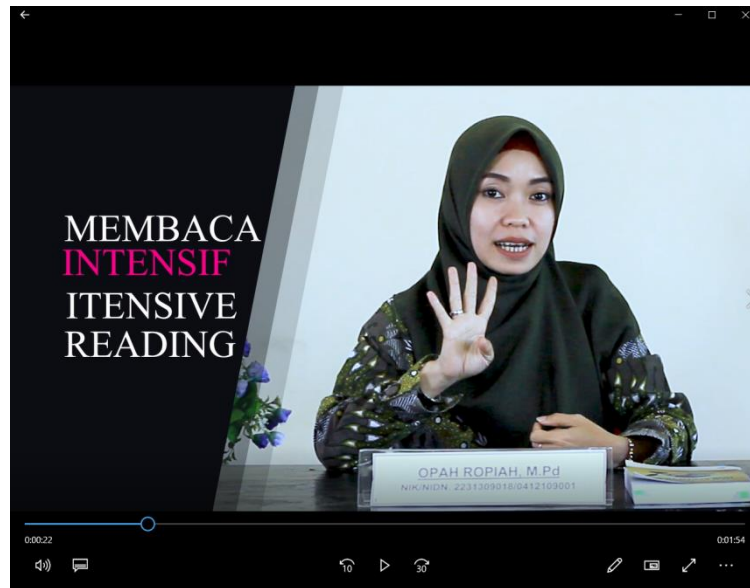 MEMBACA
INTENSIF
ITENSIVE
READING
OPAH ROPIAH, M.Pd
NIK/NIDN. 2231309018/0412109001
0:00:22
0:01:54
10
30